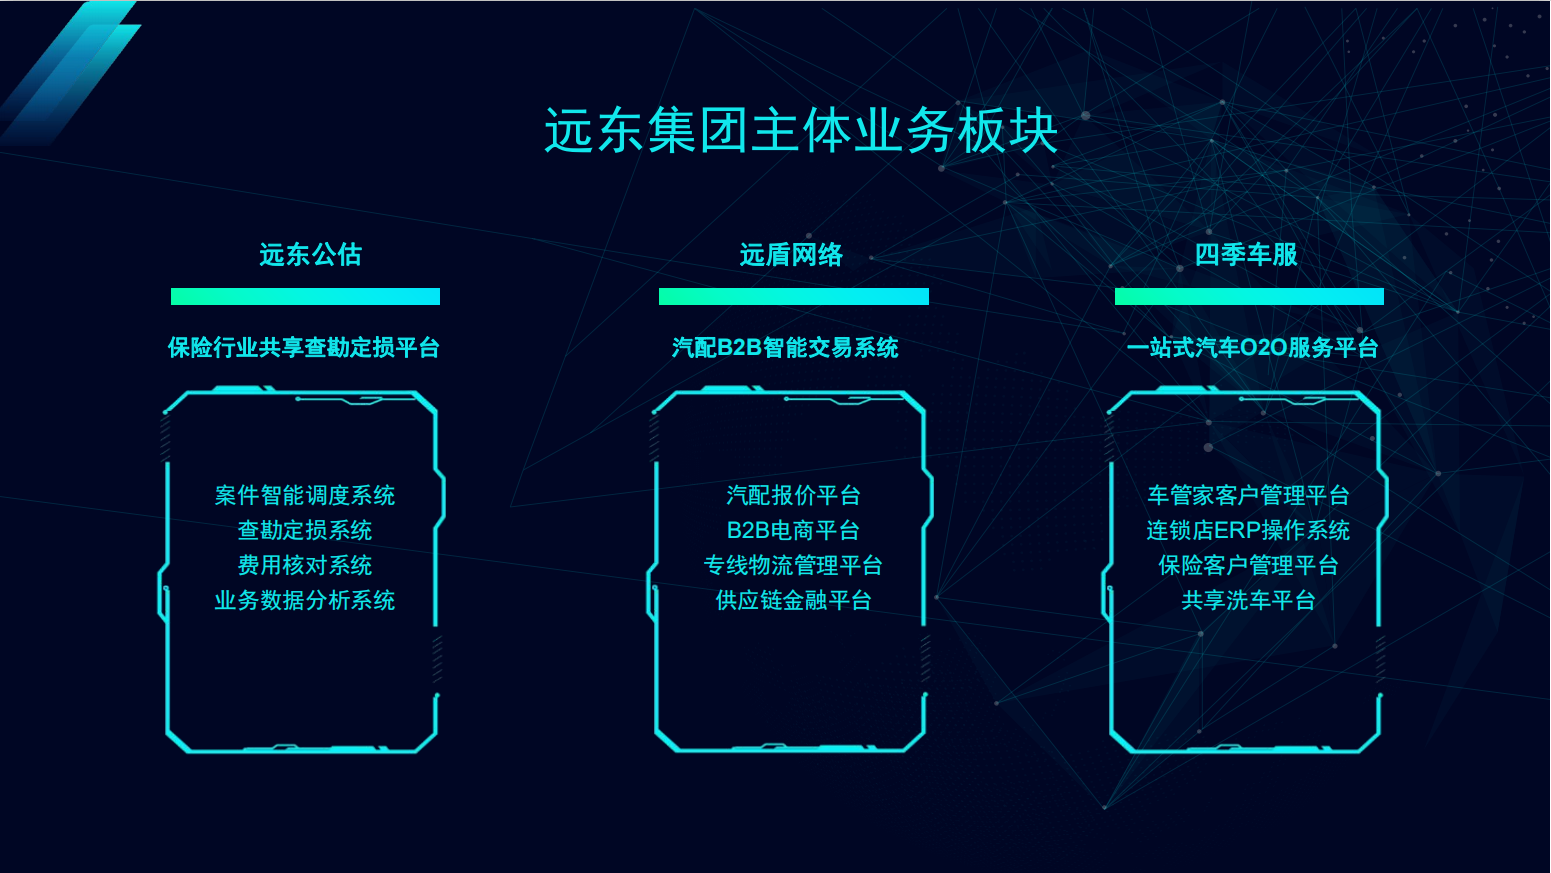 远东集团主体业务板块
远东公估
保险行业共享查勘定损平台
案件智能调度系统
查勘定损系统
费用核对系统
业务数据分析系统
远盾网络
汽配B2B智能交易系统
汽配报价平台
B2B电商平台
专线物流管理平台
供应链金融平台
四季车服
一站式汽车O2O服务平台
车管家客户管理平台
连锁店ERP操作系统
保险客户管理平台
共享洗车平台